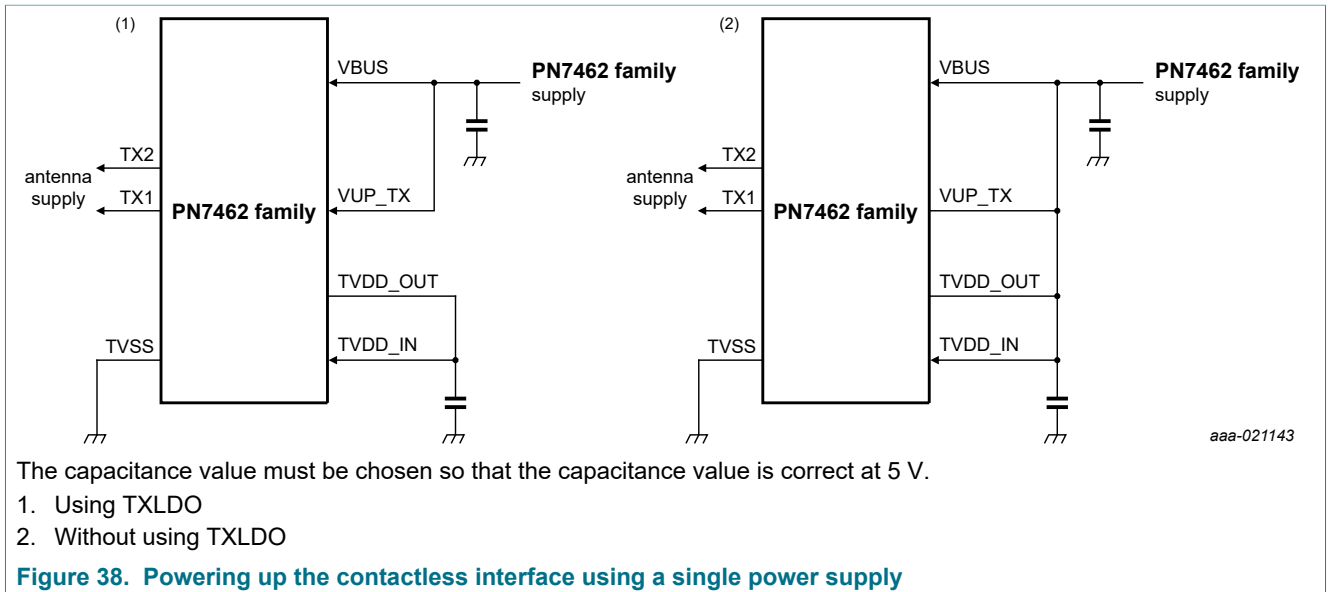 (1)
VBUS
PN7462 family
supply
TX2
antenna
supply
TX1
PN7462 family
VUP_TX
TVDD_OUT
TVSS
TVDD_IN
(2)
VBUS
PN7462 family
supply
TX2
antenna
supply
TX1
PN7462 family
VUP_TX
TVDD_OUT
TVSS
TVDD_IN
aaa-021143
The capacitance value must be chosen so that the capacitance value is correct at 5 V.
1. Using TXLDO
2. Without using TXLDO
Figure 38. Powering up the contactless interface using a single power supply